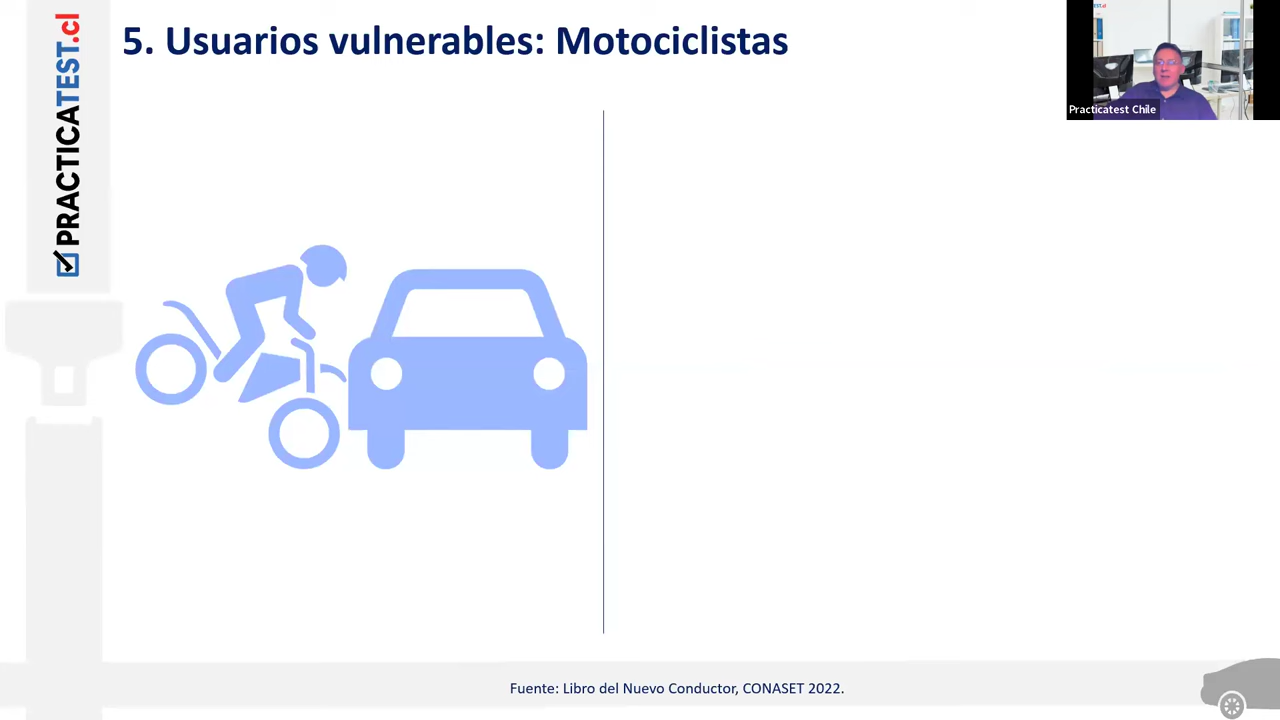 5. Usuarios vulnerables: Motociclistas
PRACTICATEST.cl
Practicatest Chile
Fuente: Libro del Nuevo Conductor, CONASET 2022.